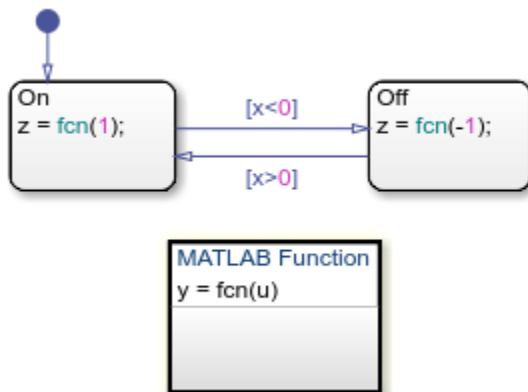 On
z = fcn(1);
[x<0]
Off
z = fcn(-1);
[x>0]
MATLAB Function
y = fcn(u)